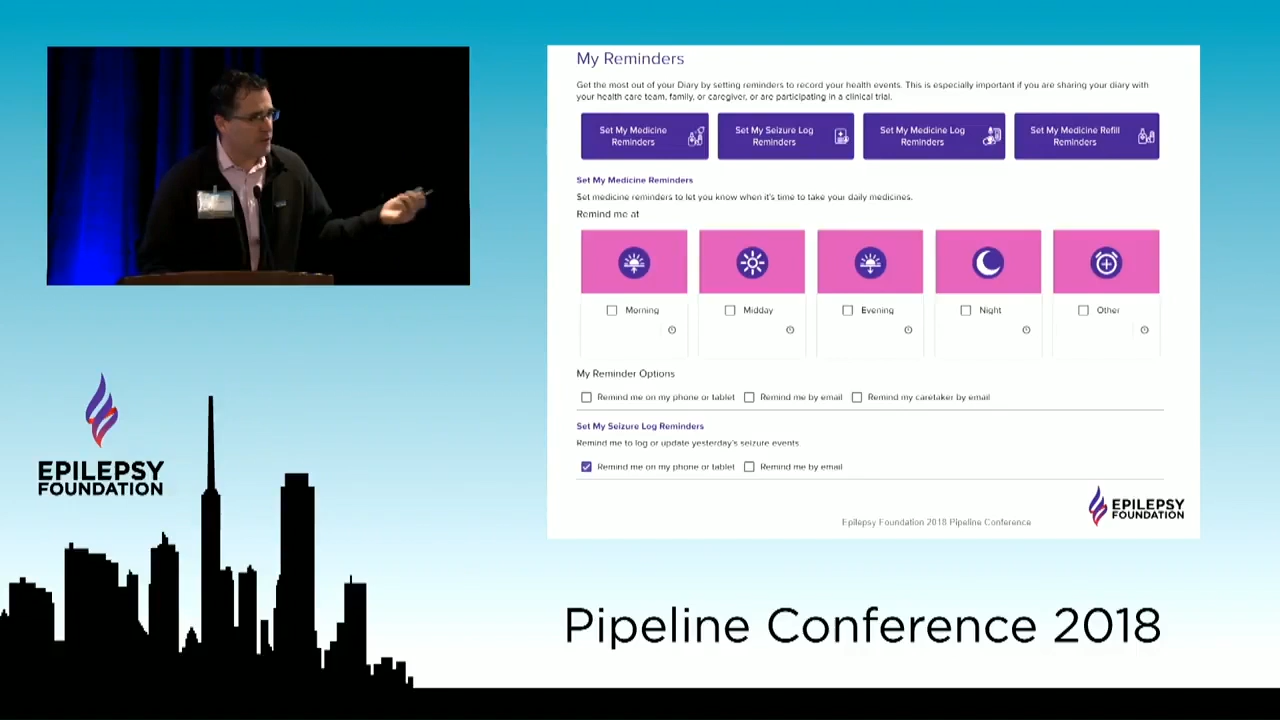 My Reminders
Get the most out of your Diary by setting reminders to record your health events. This is especially important if you are sharing your diary with
your health care team, family, or caregiver, or are participating in a clinical trial.
Set My Medicine
Reminders
Set My Seizure Log
Reminders
Set My Medicine Log
Reminders
Set My Medicine Refill
Reminders
Set My Medicine Reminders
Set medicine reminders to let you know when it's time to take your daily medicines.
Remind me at
Morning
Midday
Evening
Night
Other
My Reminder Options
Remind me on my phone or tablet
Remind me by email
Remind my caretaker by email
Set My Seizure Log Reminders
Remind me to log or update yesterday's seizure events
Remind me on my phone or tablet
Remind me by email
Epilepsy Foundation 2018 Pipeline Conference
EPILEPSY
FOUNDATION
EPILEPSY
FOUNDATION
Pipeline Conference 2018